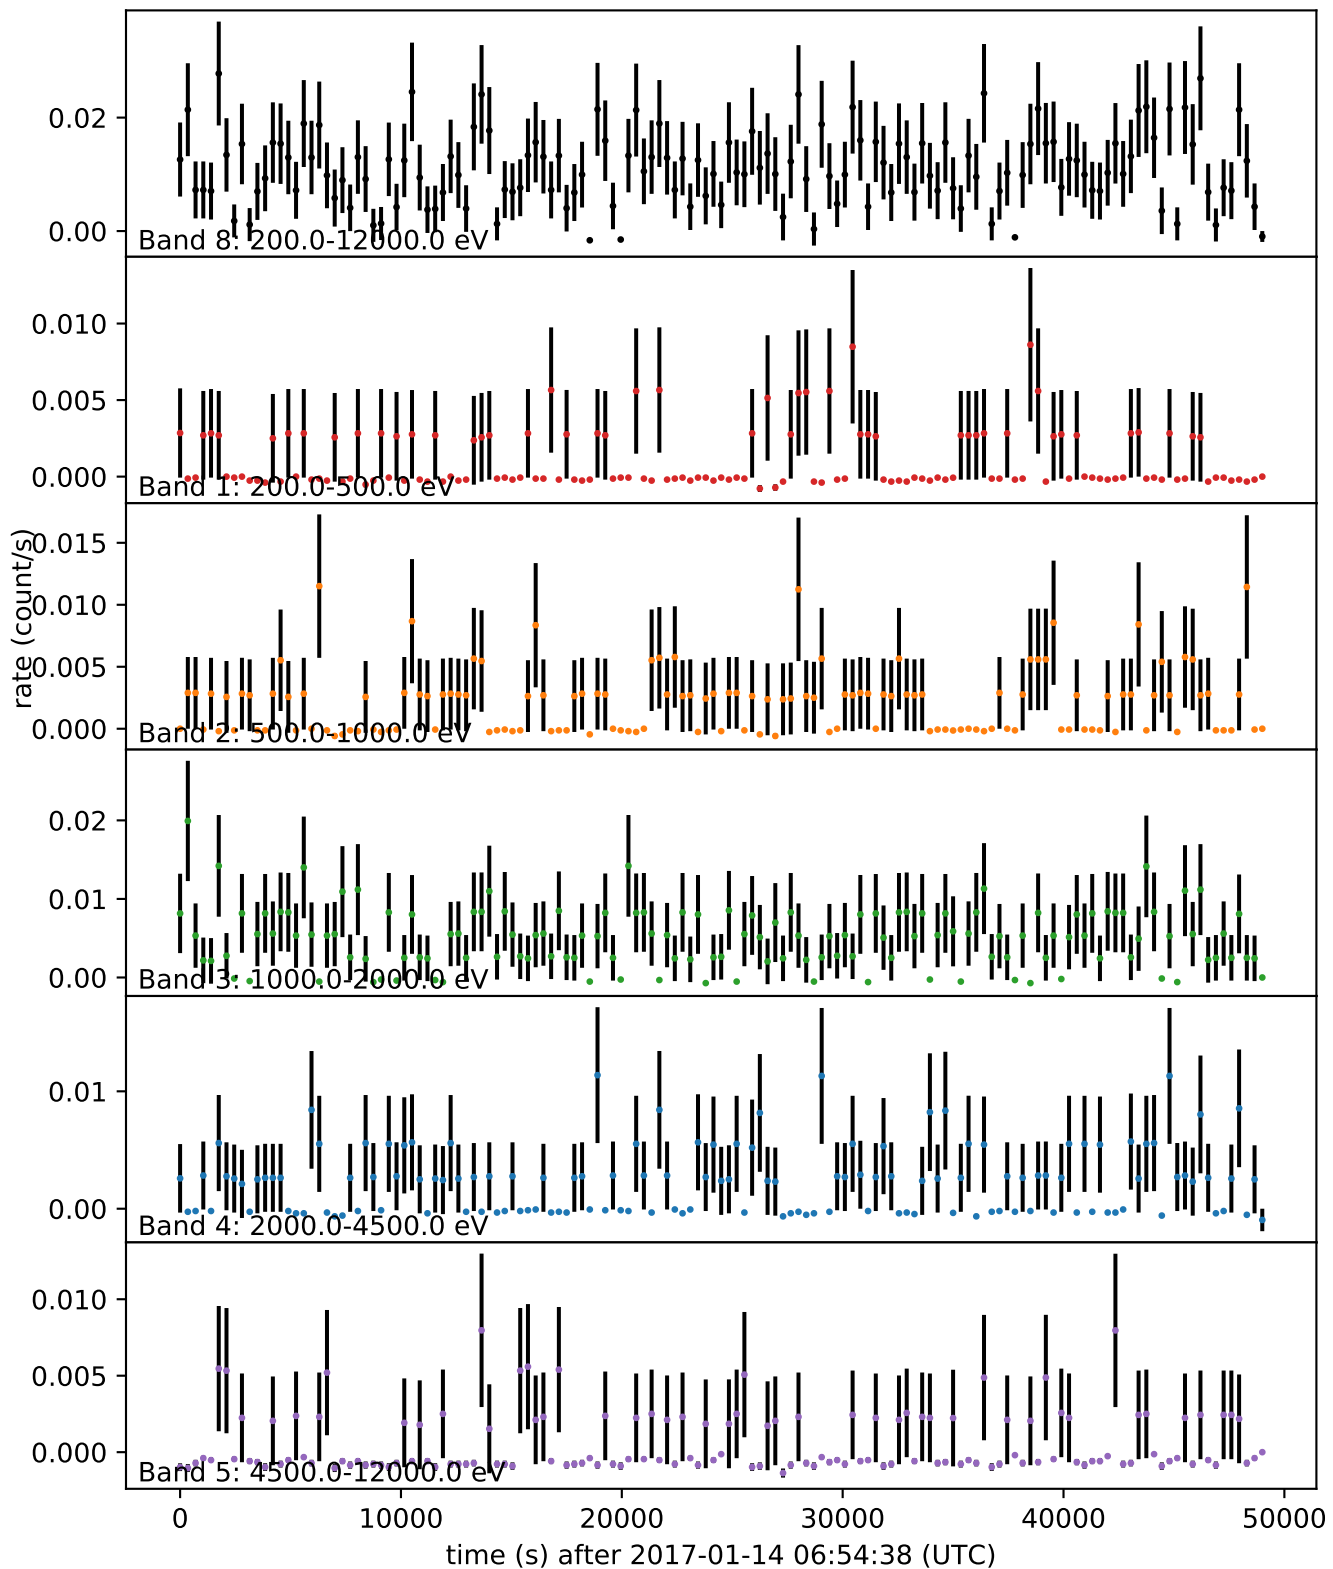 0.02
0.00
Band 8: 200.0-12000.0 eV
0.010
0.005
0.000
Band 1: 200.0-500.0 eV
rate (count/s)
0.015
0.010
0.005
0.000
Band 2: 500.0-1000.0 eV
0.02
0.01
0.00
Band 3: 1000.0-2000.0 eV
0.01
0.00
Band 4: 2000.0-4500.0 eV
0.010
0.005
0.000
Band 5: 4500.0-12000.0 eV
0 10000 20000 30000 40000 50000
time (s) after 2017-01-14 06:54:38 (UTC)